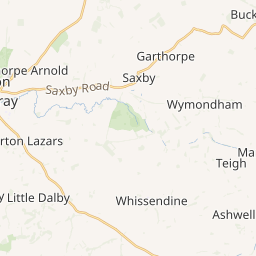 Buck
Garthorpe
orpe Arnold
Saxby
on
Saxby Road
ray
Wymondham
rton Lazars
Ma
Teigh
y Little Dalby
Whissendine
Ashwell